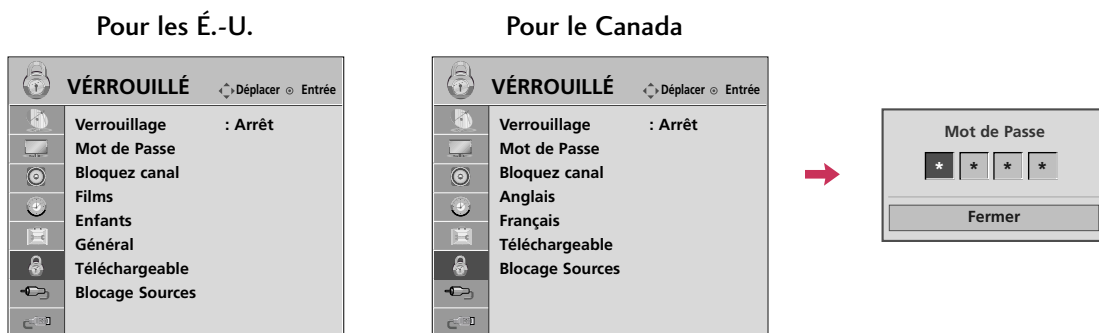 Pour les É.-U.
VÉRROUILLÉ Déplacer Entrée
Verrouillage : Arrêt
Mot de Passe
Bloquez canal
Films
Enfants
Général
Téléchargeable
Blocage Sources
Pour le Canada
VÉRROUILLÉ Déplacer Entrée
Verrouillage : Arrêt
Mot de Passe
Bloquez canal
Anglais
Français
Téléchargeable
Blocage Sources
Mot de Passe
* * * *
Fermer